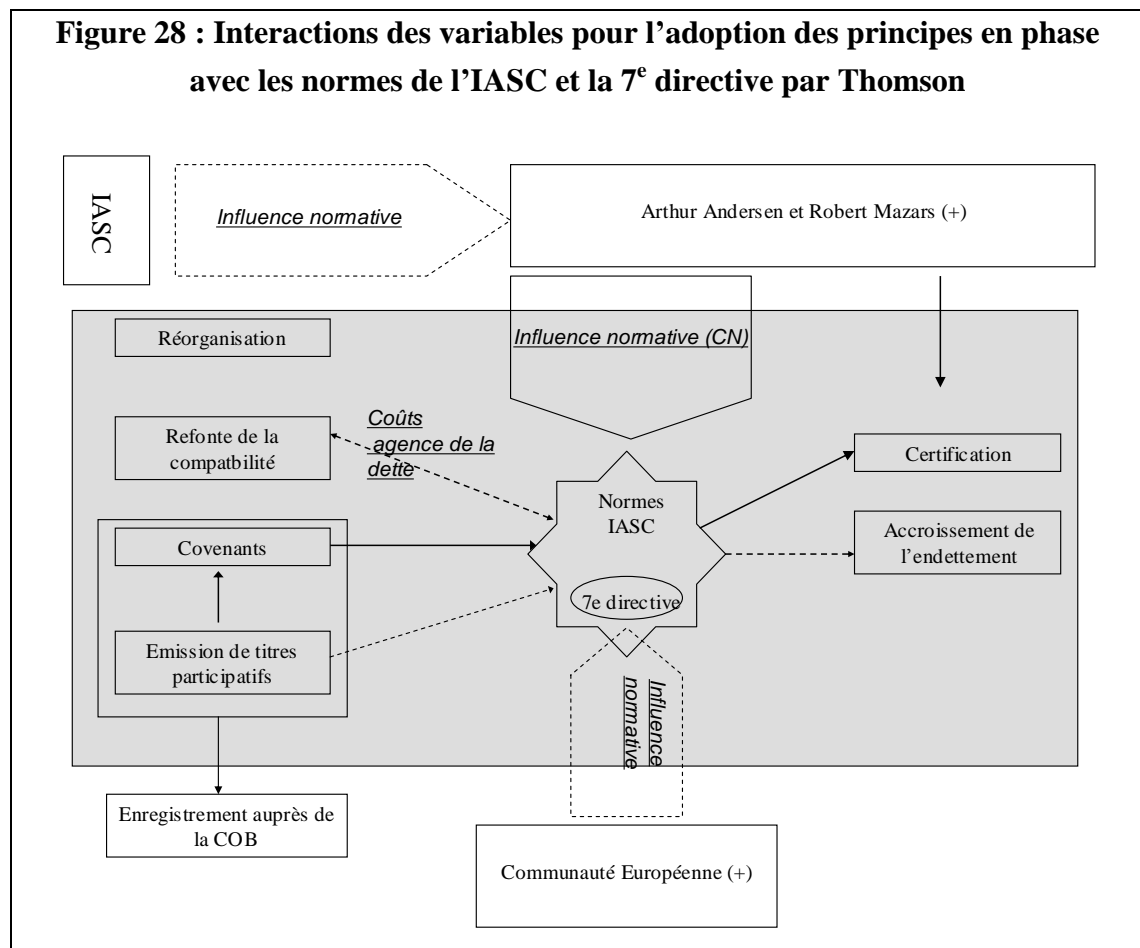 Figure 28 : Interactions des variables pour l’adoption des principes en phase
avec les normes de l’IASC et la 7e directive par Thomson
IASC
Influence normative
Arthur Andersen et Robert Mazars (+)
Réorganisation
Influence normative (CN)
Refonte de la
compatbilité
Coûts
agence de la
dette
Certification
Normes
IASC
Covenants
Accroissement de
l’endettement
7e directive
Emission de titres
participatifs
Influence
normative
Enregistrement auprès de
la COB
Communauté Européenne (+)